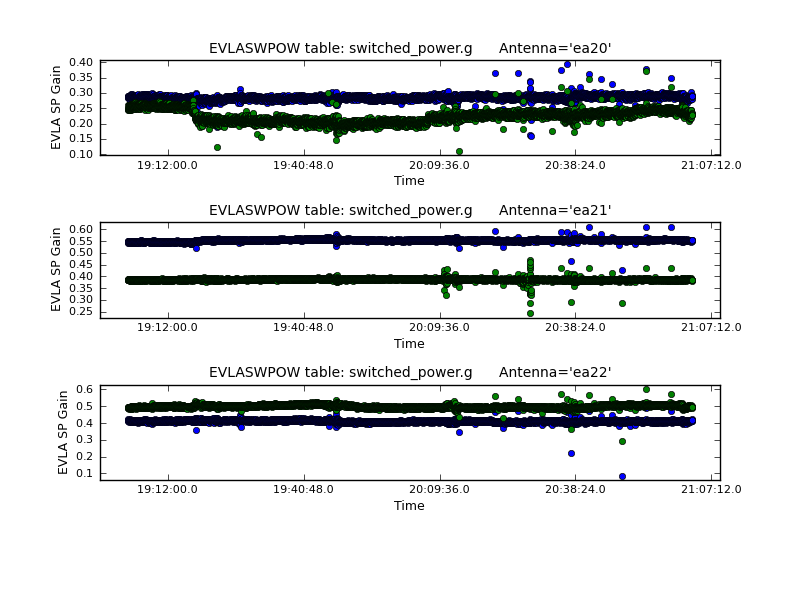 EVLASWPOW table: switched_power.g Antenna='ea20'
EVLA SP Gain
0.40
0.35
0.30
0.25
0.20
0.15
0.10
19:12:00.0 19:40:48.0 20:09:36.0 20:38:24.0 21:07:12.0
Time
EVLASWPOW table: switched_power.g Antenna='ea21'
EVLA SP Gain
0.60
0.55
0.50
0.45
0.40
0.35
0.30
0.25
19:12:00.0 19:40:48.0 20:09:36.0 20:38:24.0 21:07:12.0
Time
EVLASWPOW table: switched_power.g Antenna='ea22'
EVLA SP Gain
0.6
0.5
0.4
0.3
0.2
0.1
19:12:00.0 19:40:48.0 20:09:36.0 20:38:24.0 21:07:12.0
Time